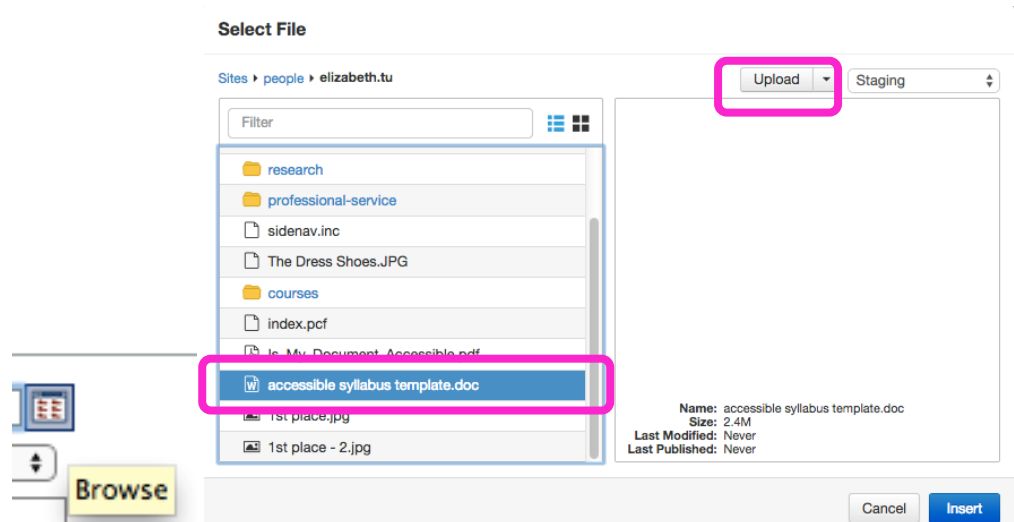 Select File
Sites ▸ people ▸ elizabeth.tu
Upload
Staging
Filter
research
professional-service
sidenav.inc
The Dress Shoes.JPG
courses
index.pcf
Is_My_Document_Accessible.pdf
accessible syllabus template.doc
1st place.jpg
1st place - 2.jpg
Name: accessible syllabus template.doc
Size: 2.4M
Last Modified: Never
Last Published: Never
Browse
Cancel
Insert